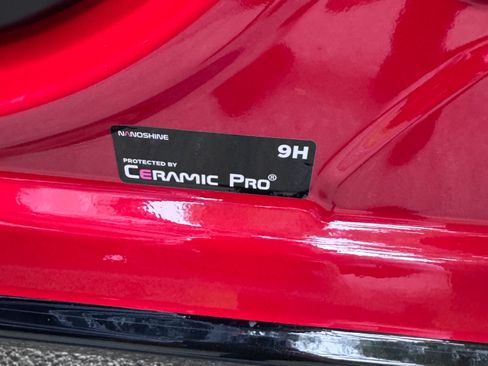 NANOSHINE
9H
PROTECTED BY
CERAMIC PRO®